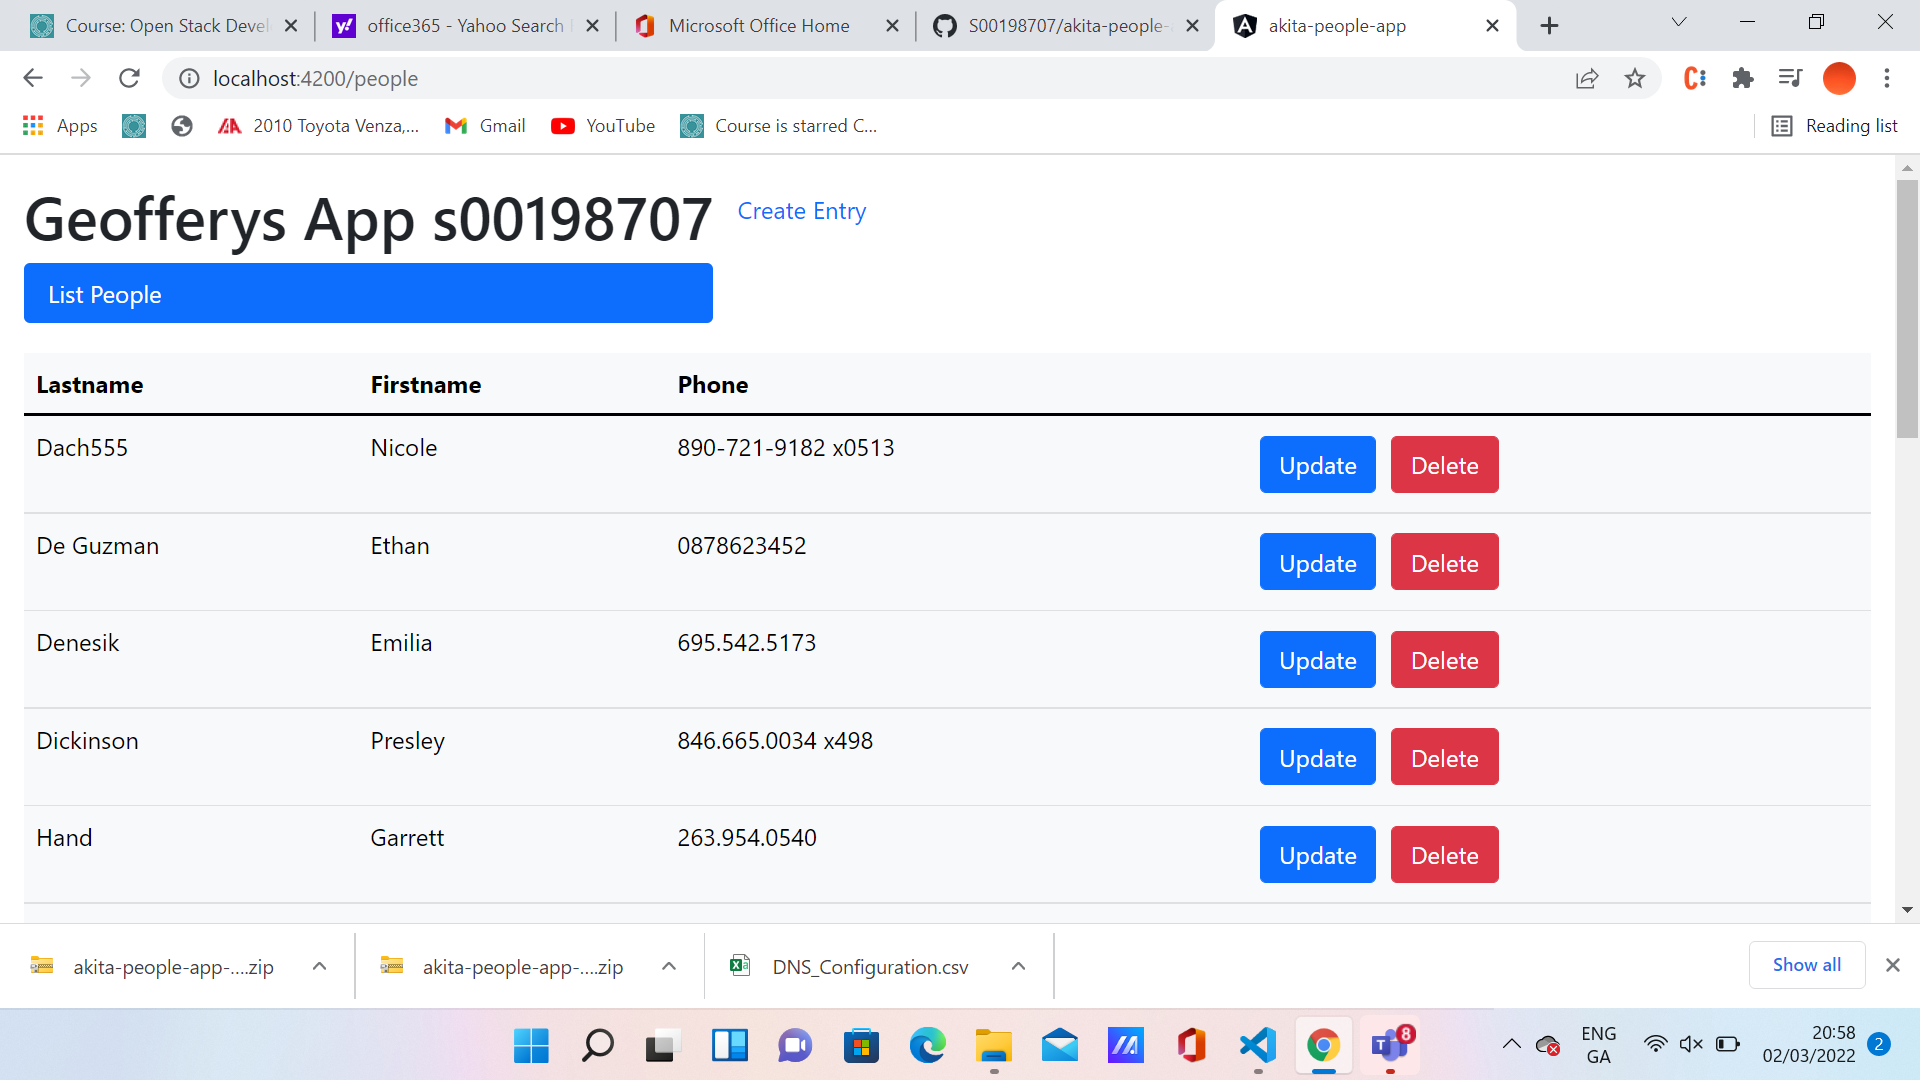 Course: Open Stack Devel
office365 - Yahoo Search
Microsoft Office Home
S00198707/akita-people-
akita-people-app
localhost:4200/people
Apps
2010 Toyota Venza,...
Gmail
YouTube
Course is starred C...
Reading list
Geofferys App s00198707
Create Entry
List People
Lastname Firstname Phone
Dach555 Nicole 890-721-9182 x0513 Update Delete
De Guzman Ethan 0878623452 Update Delete
Denesik Emilia 695.542.5173 Update Delete
Dickinson Presley 846.665.0034 x498 Update Delete
Hand Garrett 263.954.0540 Update Delete
akita-people-app-....zip
akita-people-app-....zip
DNS_Configuration.csv
Show all
8
ENG
GA
20:58
02/03/2022
2